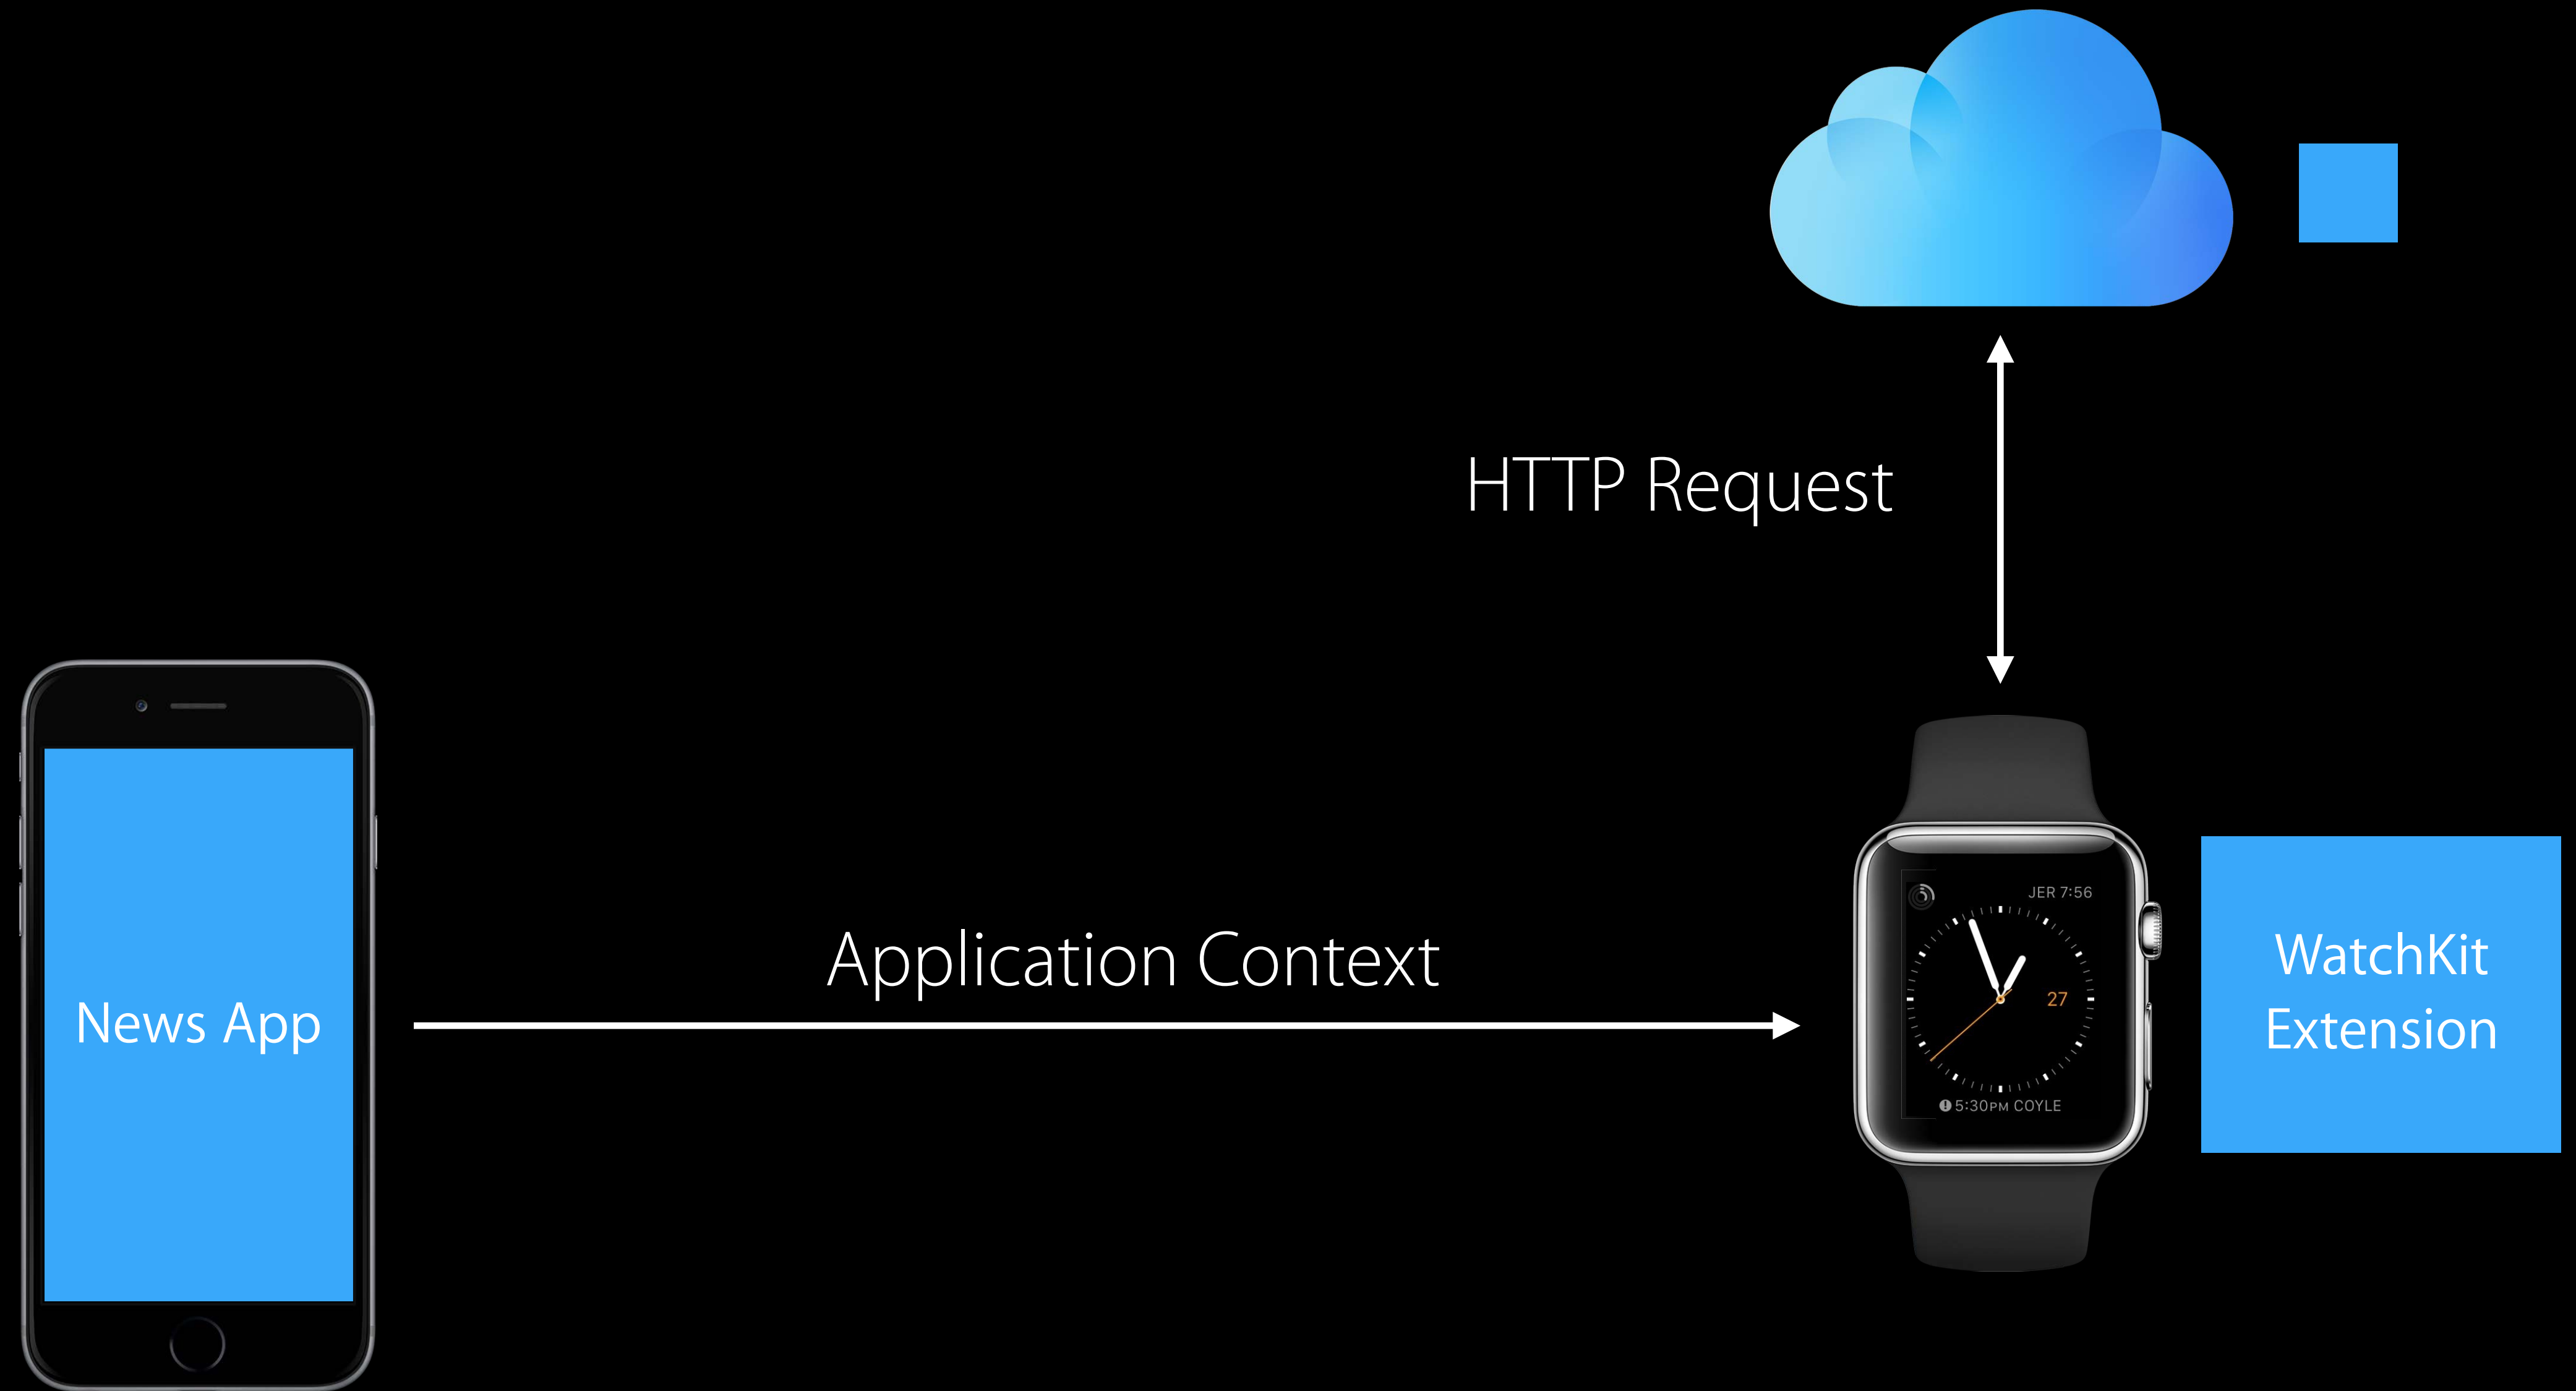 HTTP Request
News App
Application Context
JER 7:56
27
5:30PM COYLE
WatchKit
Extension